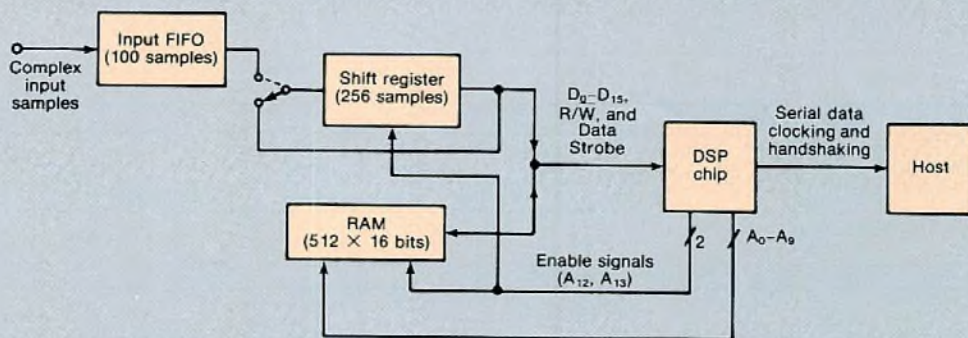 Input FIFO
(100 samples)
Complex
input
samples
Shift register
(256 samples)
D₀–D₁₅,
R/W, and
Data
Strobe
DSP
chip
Serial data
clocking and
handshaking
Host
RAM
(512 × 16 bits)
Enable signals
(A₁₂, A₁₃)
2
A₀–A₉